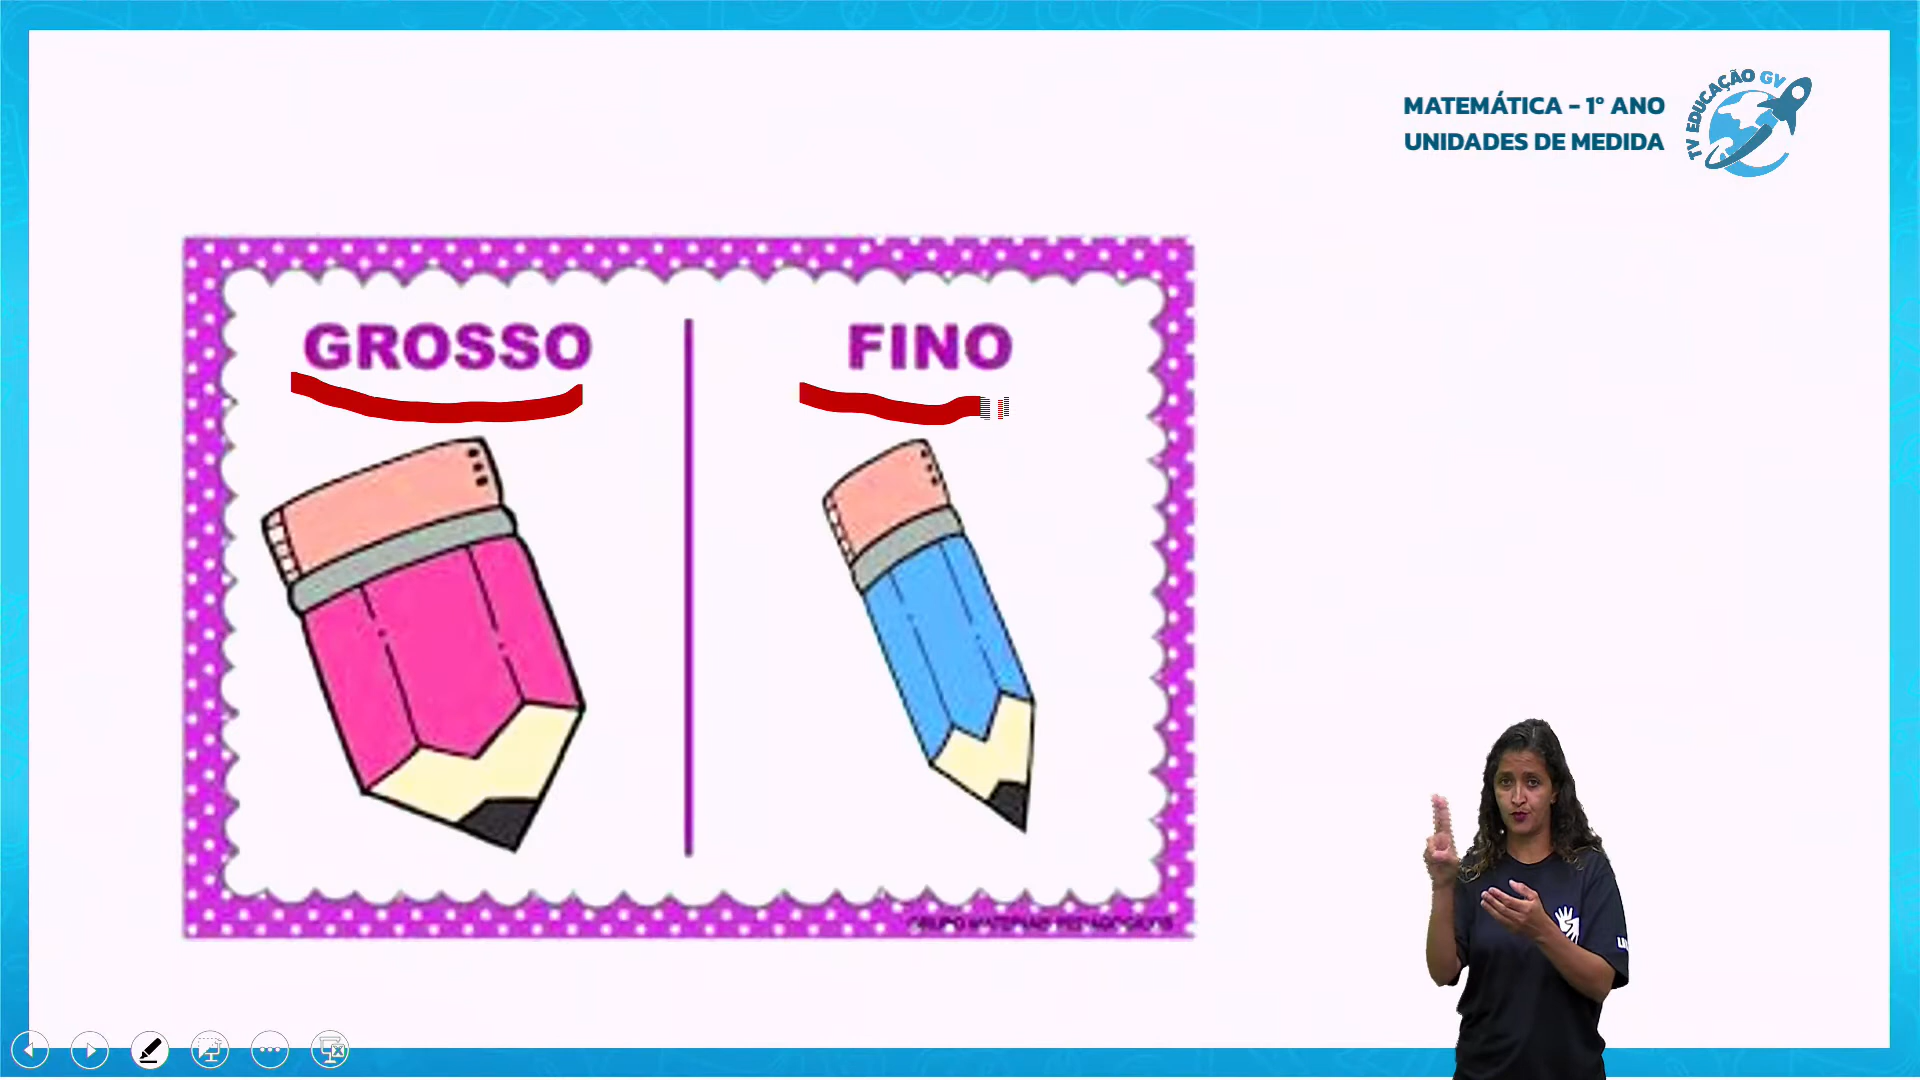 MATEMÁTICA - 1º ANO
UNIDADES DE MEDIDA
TV EDUCAÇÃO GV
GROSSO
FINO